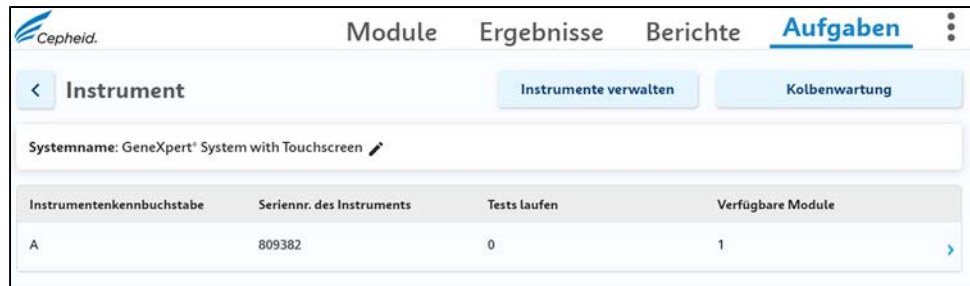 Cepheid. Module Ergebnisse Berichte Aufgaben
Instrument Instrumente verwalten Kolbenwartung
Systemname: GeneXpert® System with Touchscreen
Instrumentenkennbuchstabe Seriennr. des Instruments Tests laufen Verfügbare Module
A 809382 0 1